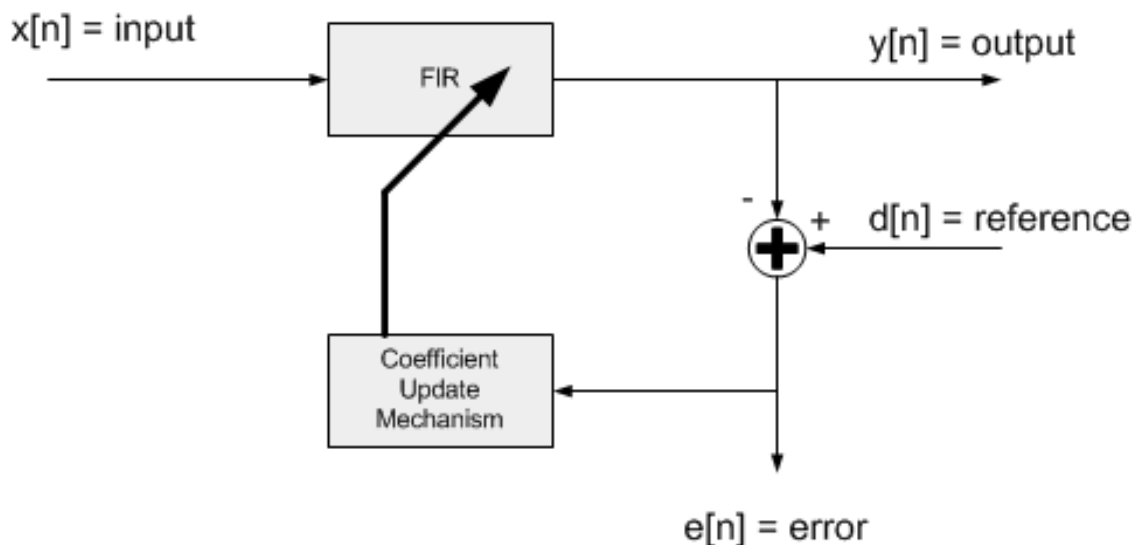 x[n] = input
y[n] = output
FIR
-
+
d[n] = reference
Coefficient
Update
Mechanism
e[n] = error